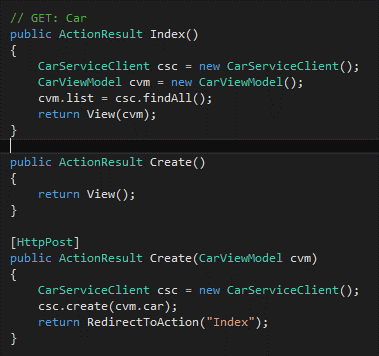 // GET: Car
public ActionResult Index()
{
    CarServiceClient csc = new CarServiceClient();
    CarViewModel cvm = new CarViewModel();
    cvm.list = csc.findAll();
    return View(cvm);
}
public ActionResult Create()
{
    return View();
}
[HttpPost]
public ActionResult Create(CarViewModel cvm)
{
    CarServiceClient csc = new CarServiceClient();
    csc.create(cvm.car);
    return RedirectToAction("Index");
}